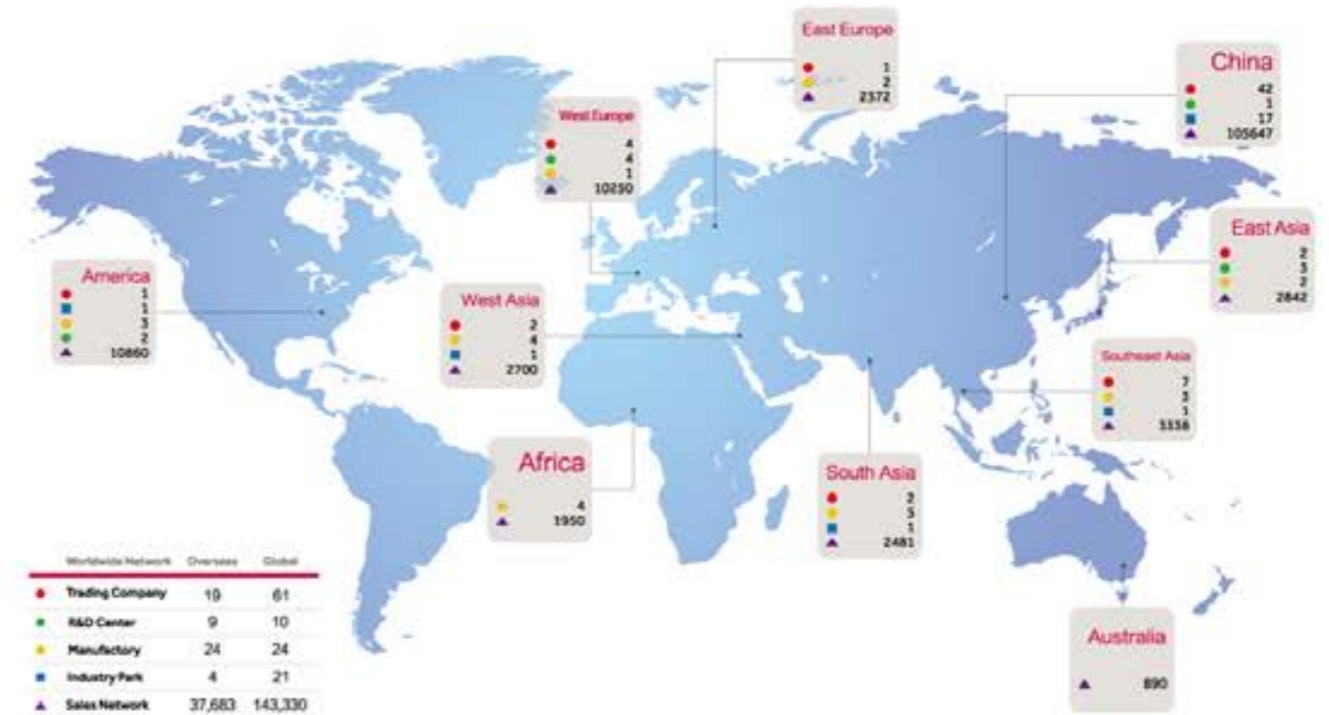 East Europe
1
2
2372
China
42
1
17
105647
West Europe
4
4
1
10250
East Asia
2
3
2
2842
America
1
1
3
2
10860
West Asia
2
4
1
2700
Southeast Asia
7
3
1
3338
Africa
4
1950
South Asia
2
5
1
2481
Australia
890
Worldwide Network Overseas Global
Trading Company 19 61
R&D Center 9 10
Manufactory 24 24
Industry Park 4 21
Sales Network 37,683 143,330